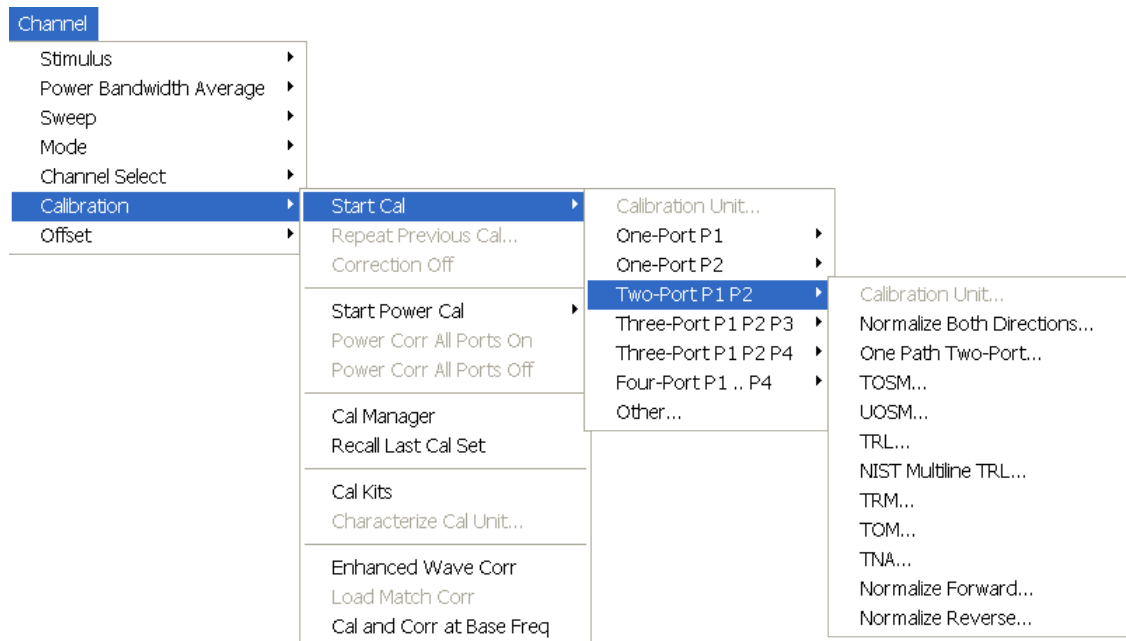 Channel
Stimulus
Power Bandwidth Average
Sweep
Mode
Channel Select
Calibration
Offset
Start Cal
Repeat Previous Cal...
Correction Off
Start Power Cal
Power Corr All Ports On
Power Corr All Ports Off
Cal Manager
Recall Last Cal Set
Cal Kits
Characterize Cal Unit...
Enhanced Wave Corr
Load Match Corr
Cal and Corr at Base Freq
Calibration Unit...
One-Port P1
One-Port P2
Two-Port P1 P2
Three-Port P1 P2 P3
Three-Port P1 P2 P4
Four-Port P1 .. P4
Other...
Calibration Unit...
Normalize Both Directions...
One Path Two-Port...
TOSM...
UOSM...
TRL...
NIST Multiline TRL...
TRM...
TOM...
TNA...
Normalize Forward...
Normalize Reverse...